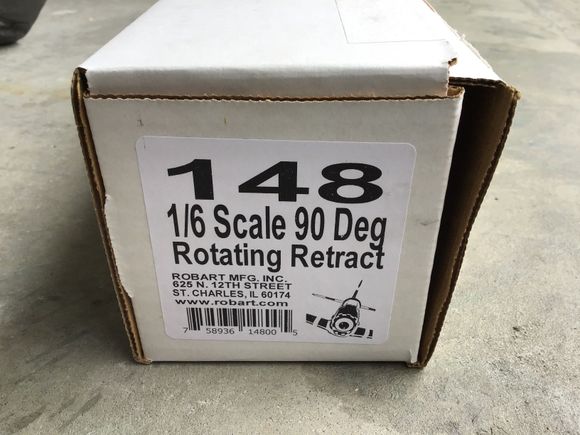 148
1/6 Scale 90 Deg
Rotating Retract
ROBART MFG. INC.
625 N. 12TH STREET
ST. CHARLES, IL 60174
www.robart.com
7 58936 14800 5